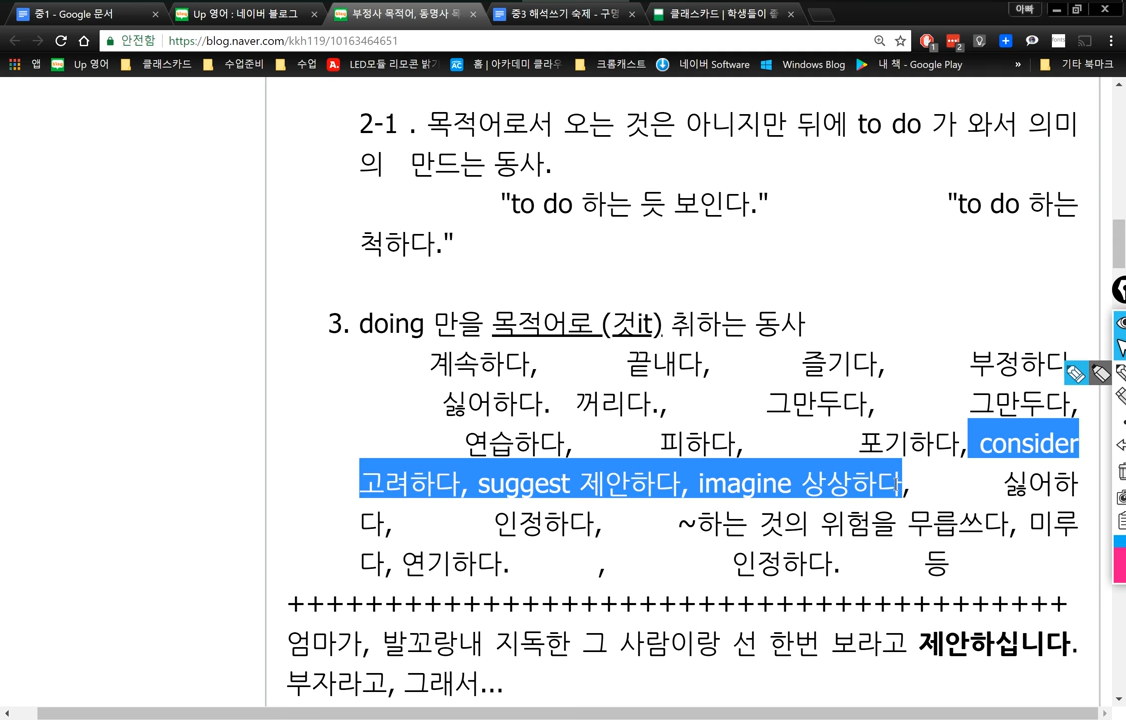 중1 - Google 문서
Up 영어 : 네이버 블로그
부정사 목적어, 동명사 목
중3 해석쓰기 숙제 - 구명
클래스카드 | 학생들이 좋
아빠
안전함
https://blog.naver.com/kkh119/10163464651
앱
Up 영어
클래스카드
수업준비
수업
LED모듈 리모콘 밝기
홈 | 아카데미 클라우
크롬캐스트
네이버 Software
Windows Blog
내 책 - Google Play
»
기타 북마크
2-1 . 목적어로서 오는 것은 아니지만 뒤에 to do 가 와서 의미
의 만드는 동사.
"to do 하는 듯 보인다." "to do 하는
척하다."
3. doing 만을 목적어로 (것it) 취하는 동사
계속하다, 끝내다, 즐기다, 부정하다
싫어하다. 꺼리다., 그만두다, 그만두다,
연습하다, 피하다, 포기하다, consider
고려하다, suggest 제안하다, imagine 상상하다, 싫어하
다, 인정하다, ~하는 것의 위험을 무릅쓰다, 미루
다, 연기하다. , 인정하다. 등
++++++++++++++++++++++++++++++++++++++++
엄마가, 발꼬랑내 지독한 그 사람이랑 선 한번 보라고 제안하십니다.
부자라고, 그래서...